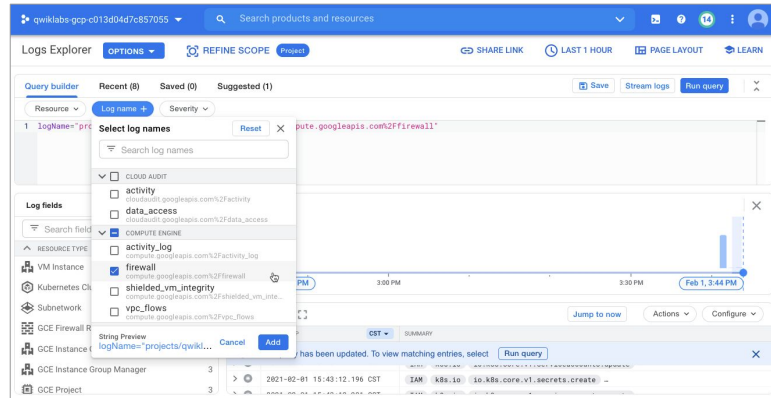 qwiklabs-gcp-c013d04d7c857055
Search products and resources
14
Logs Explorer
OPTIONS
REFINE SCOPE
Project
SHARE LINK
LAST 1 HOUR
PAGE LAYOUT
LEARN
Query builder
Recent (8)
Saved (0)
Suggested (1)
Save
Stream logs
Run query
Resource
Log name +
Severity
1 logName="pro
pute.googleapis.com%2Ffirewall"
Select log names
Reset
Search log names
CLOUD AUDIT
activity
cloudaudit.googleapis.com%2Factivity
data_access
cloudaudit.googleapis.com%2Fdata_access
COMPUTE ENGINE
activity_log
compute.googleapis.com%2Factivity_log
firewall
compute.googleapis.com%2Ffirewall
shielded_vm_integrity
compute.googleapis.com%2Fshielded_vm_inte...
vpc_flows
compute.googleapis.com%2Fvpc_flows
String Preview
logName="projects/qwikl...
Cancel
Add
Log fields
Search field
RESOURCE TYPE
VM Instance
Kubernetes Clu
Subnetwork
GCE Firewall R
GCE Instance G
GCE Instance Group Manager 3
GCE Project 3
PM
3:00 PM
3:30 PM
Feb 1, 3:44 PM
Jump to now
Actions
Configure
CST
SUMMARY
has been updated. To view matching entries, select
Run query
2021-02-01 15:43:12.196 CST IAM k8s.io io.k8s.core.v1.secrets.create …